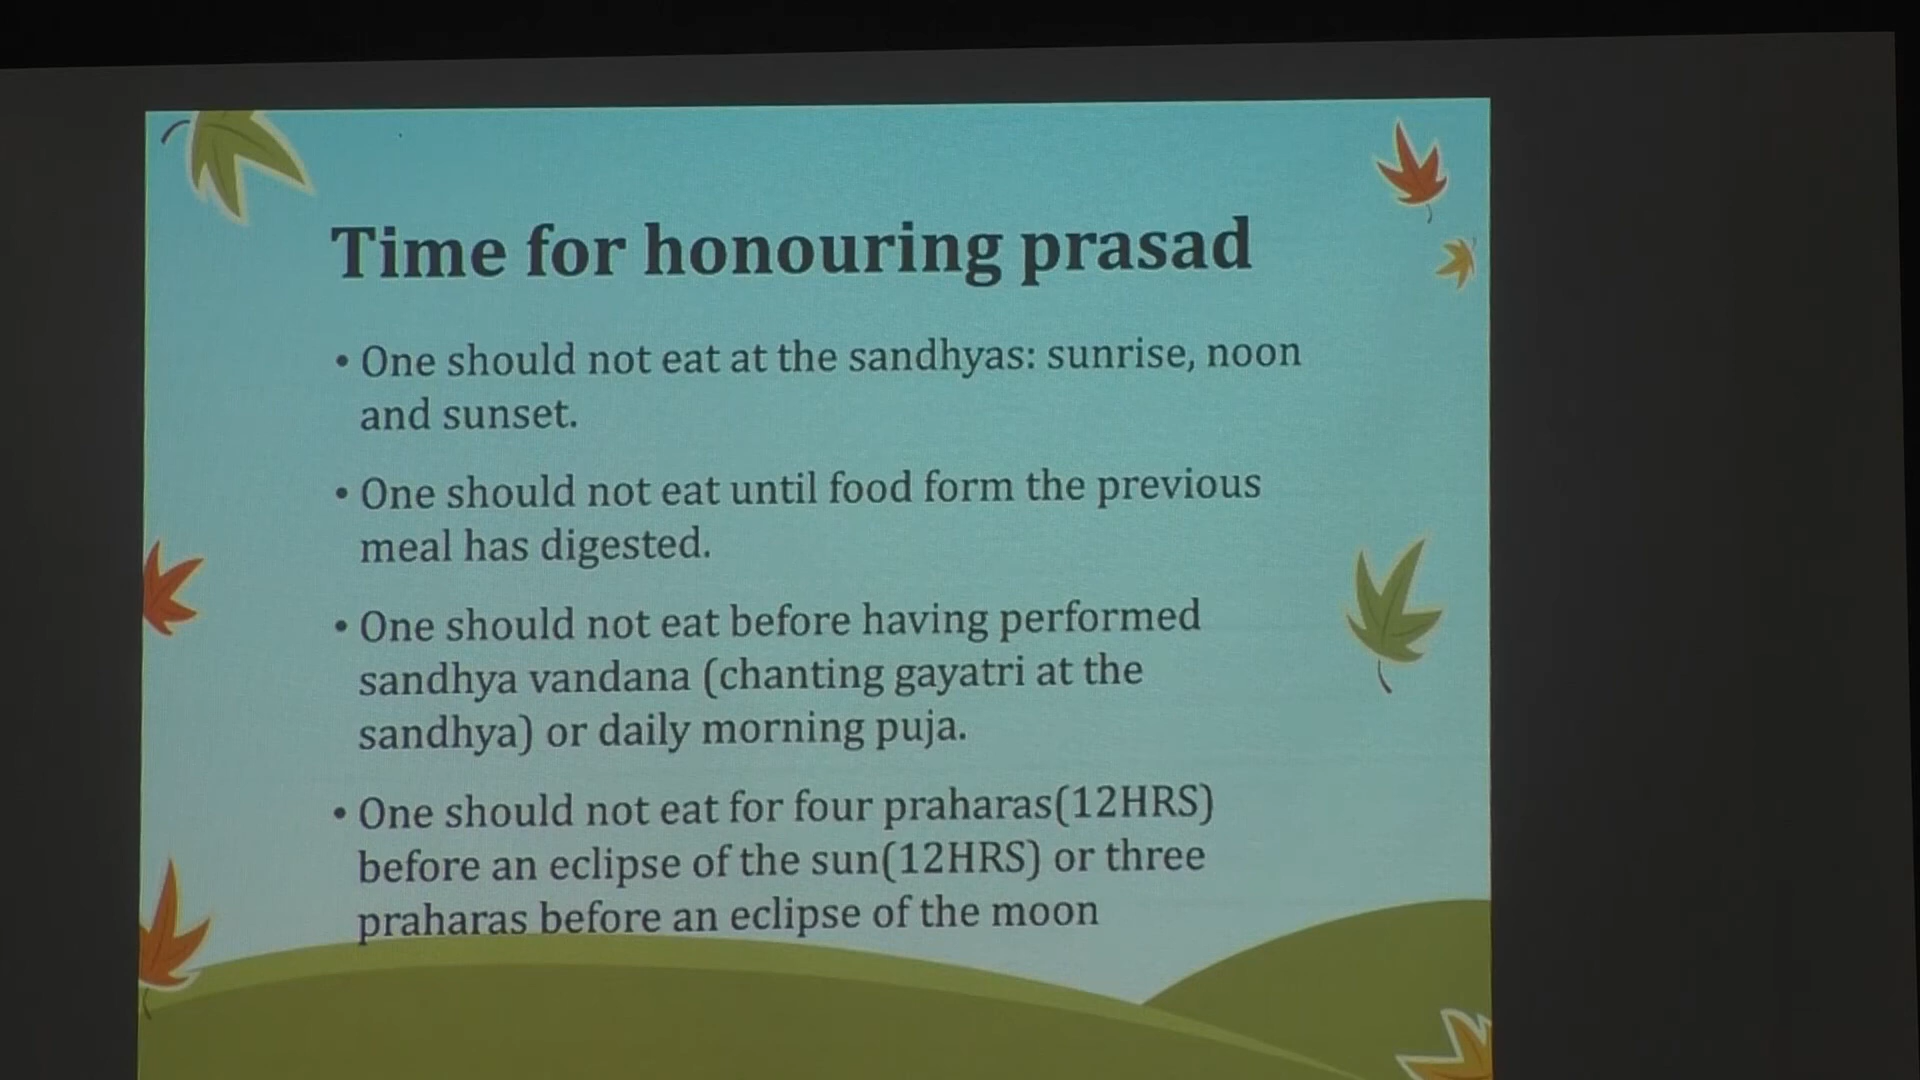 Time for honouring prasad
• One should not eat at the sandhyas: sunrise, noon
and sunset.
• One should not eat until food form the previous
meal has digested.
• One should not eat before having performed
sandhya vandana (chanting gayatri at the
sandhya) or daily morning puja.
• One should not eat for four praharas(12HRS)
before an eclipse of the sun(12HRS) or three
praharas before an eclipse of the moon